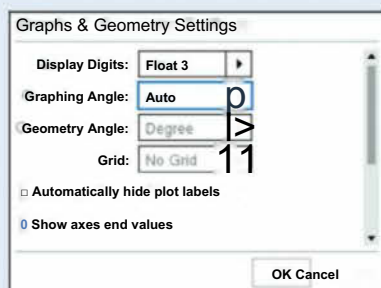 Graphs & Geometry Settings
Display Digits: Float 3
Graphing Angle: Auto p
Geometry Angle: Degree |>
Grid: No Grid 11
□ Automatically hide plot labels
0 Show axes end values
OK Cancel